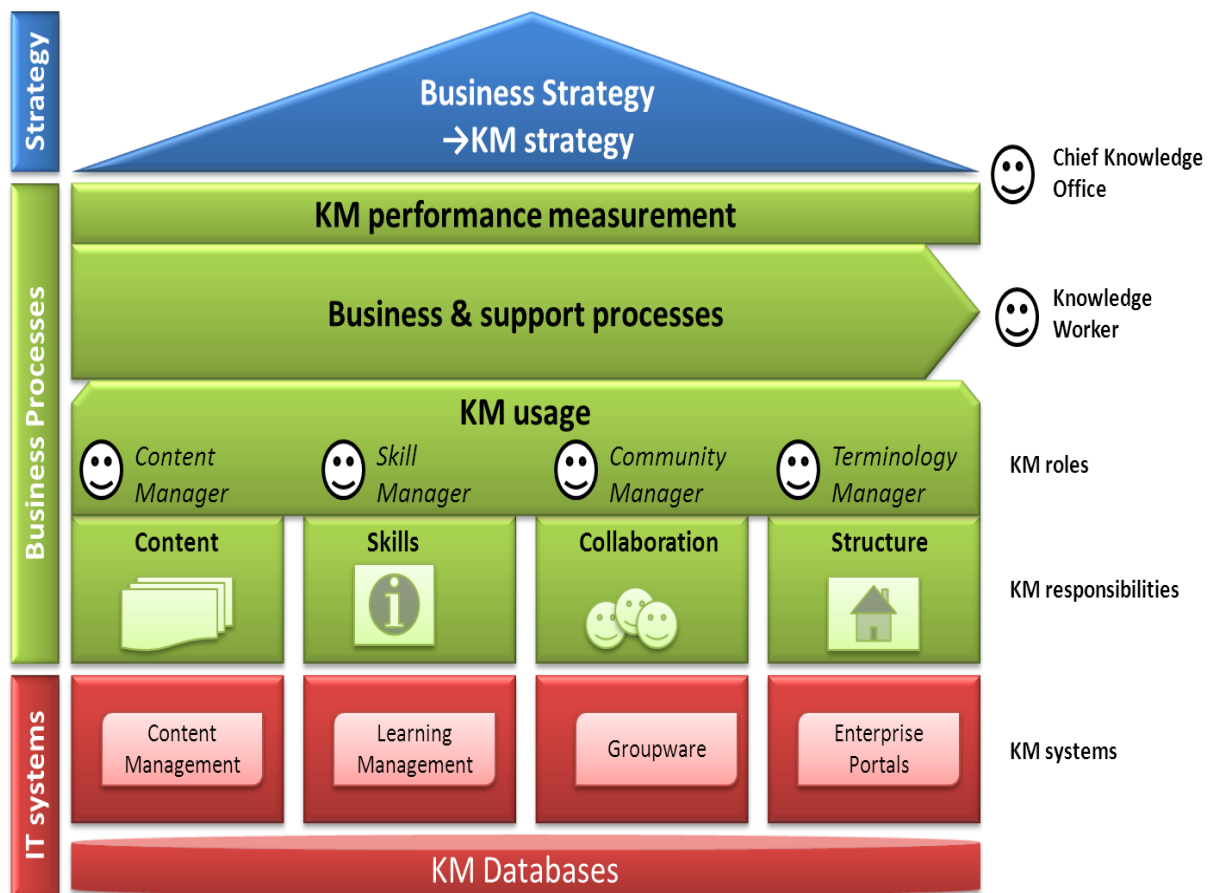 Strategy
Business Strategy
→KM strategy
Chief Knowledge
Office
Business Processes
KM performance measurement
Business & support processes
Knowledge
Worker
KM usage
Content
Manager
Skill
Manager
Community
Manager
Terminology
Manager
KM roles
Content
Skills
Collaboration
Structure
KM responsibilities
IT systems
Content
Management
Learning
Management
Groupware
Enterprise
Portals
KM systems
KM Databases